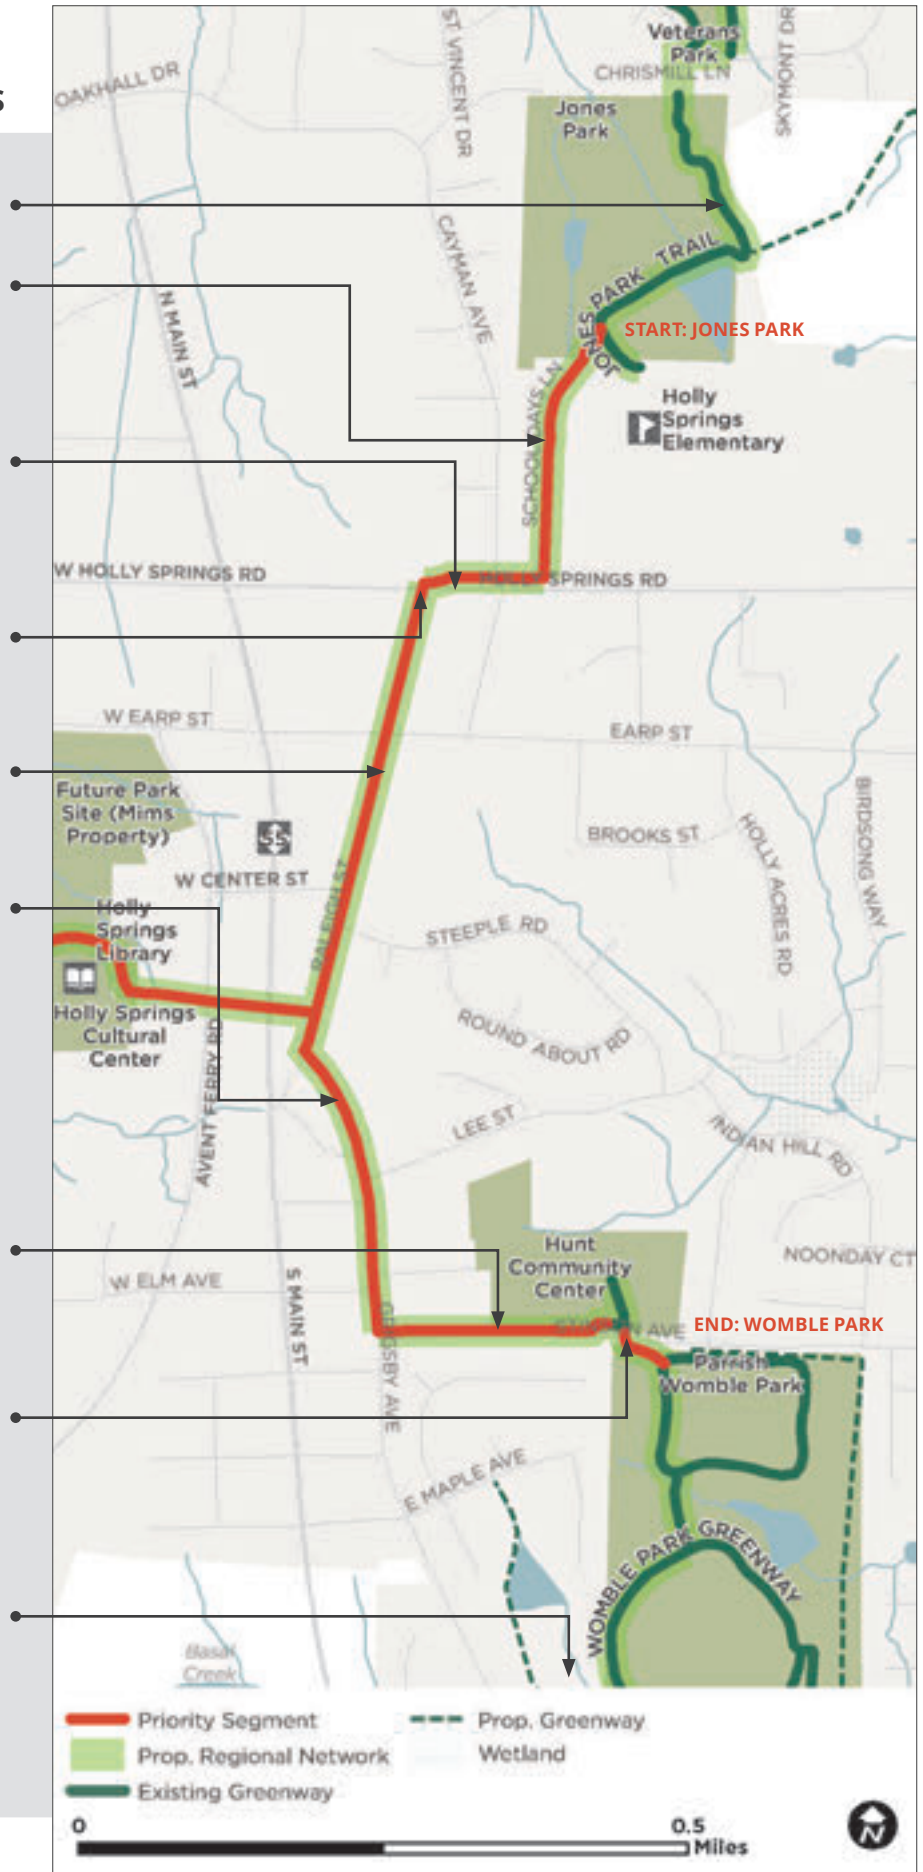 S
Veterans
Park
CHRISMILL LN
SKYMONT DR
ST VINCENT DR
OAKHALL DR
Jones
Park
CAYMAN AVE
N MAIN ST
JONES PARK TRAIL
START: JONES PARK
SCHOOL DAYS LN
Holly
Springs
Elementary
W HOLLY SPRINGS RD
SPRINGS RD
W EARP ST
EARP ST
Future Park
Site (Mims
Property)
55
BROOKS ST
HOLLY ACRES RD
BIRDSONG WAY
W CENTER ST
RALEIGH ST
Holly
Springs
Library
STEEPLE RD
Holly Springs
Cultural
Center
ROUND ABOUT RD
AVENT FERRY RD
LEE ST
INDIAN HILL RD
Hunt
Community
Center
NOONDAY CT
W ELM AVE
S MAIN ST
GRIGSBY AVE
AVE
END: WOMBLE PARK
Parrish
Womble Park
E MAPLE AVE
WOMBLE PARK GREENWAY
Basal
Creek
Priority Segment
Prop. Regional Network
Existing Greenway
Prop. Greenway
Wetland
0
0.5
Miles
N